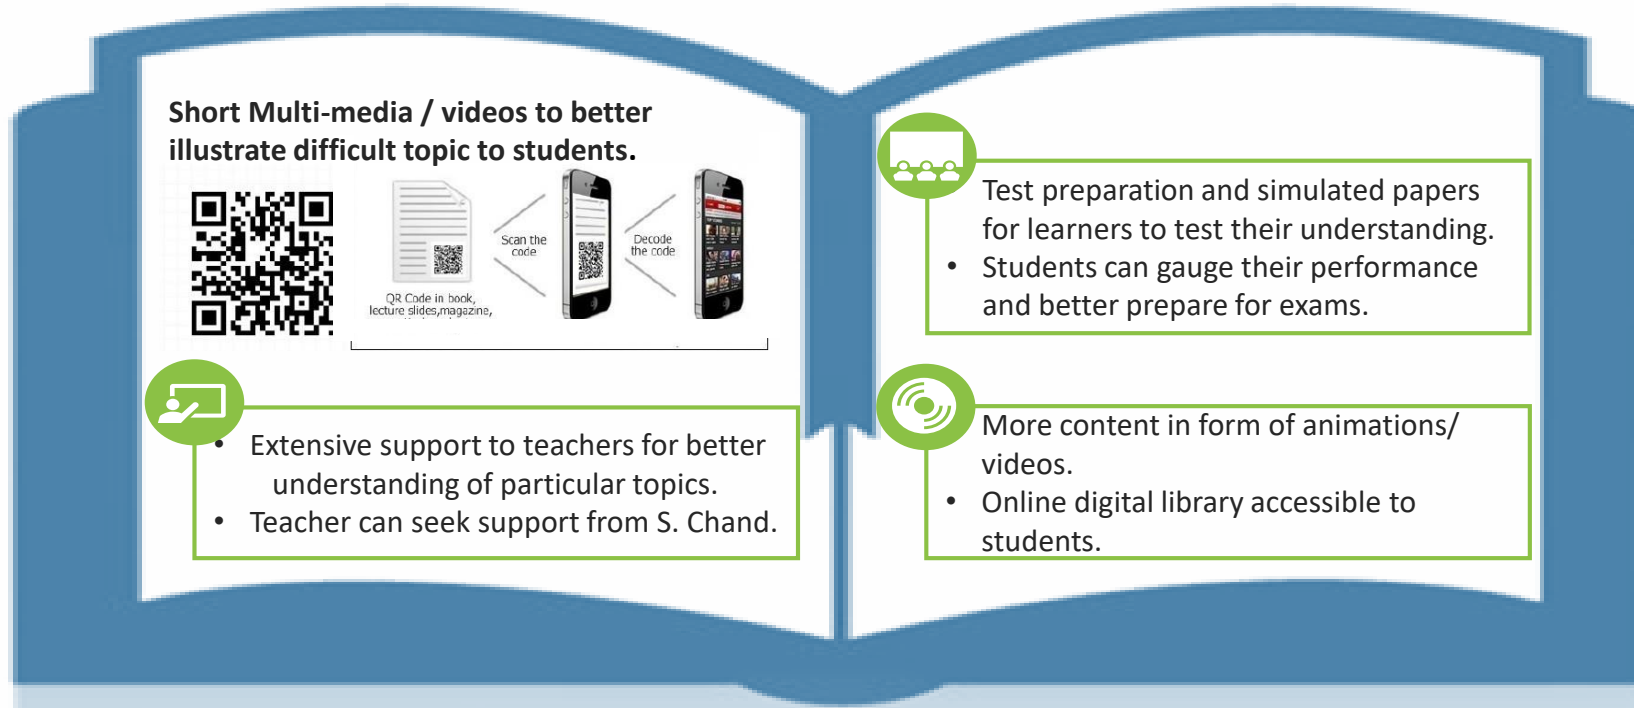 Short Multi-media / videos to better
illustrate difficult topic to students.
QR Code in book,
lecture slides,magazine,
Scan the
code
Decode
the code
• Extensive support to teachers for better
understanding of particular topics.
• Teacher can seek support from S. Chand.
Test preparation and simulated papers
for learners to test their understanding.
• Students can gauge their performance
and better prepare for exams.
More content in form of animations/
videos.
• Online digital library accessible to
students.